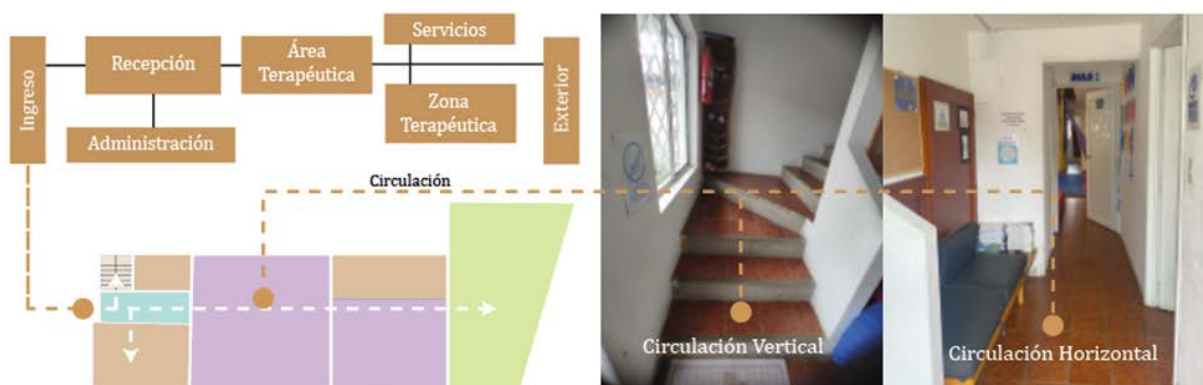 Ingreso
Recepción
Administración
Área
Terapéutica
Servicios
Zona
Terapéutica
Exterior
Circulación
Circulación Vertical
Circulación Horizontal